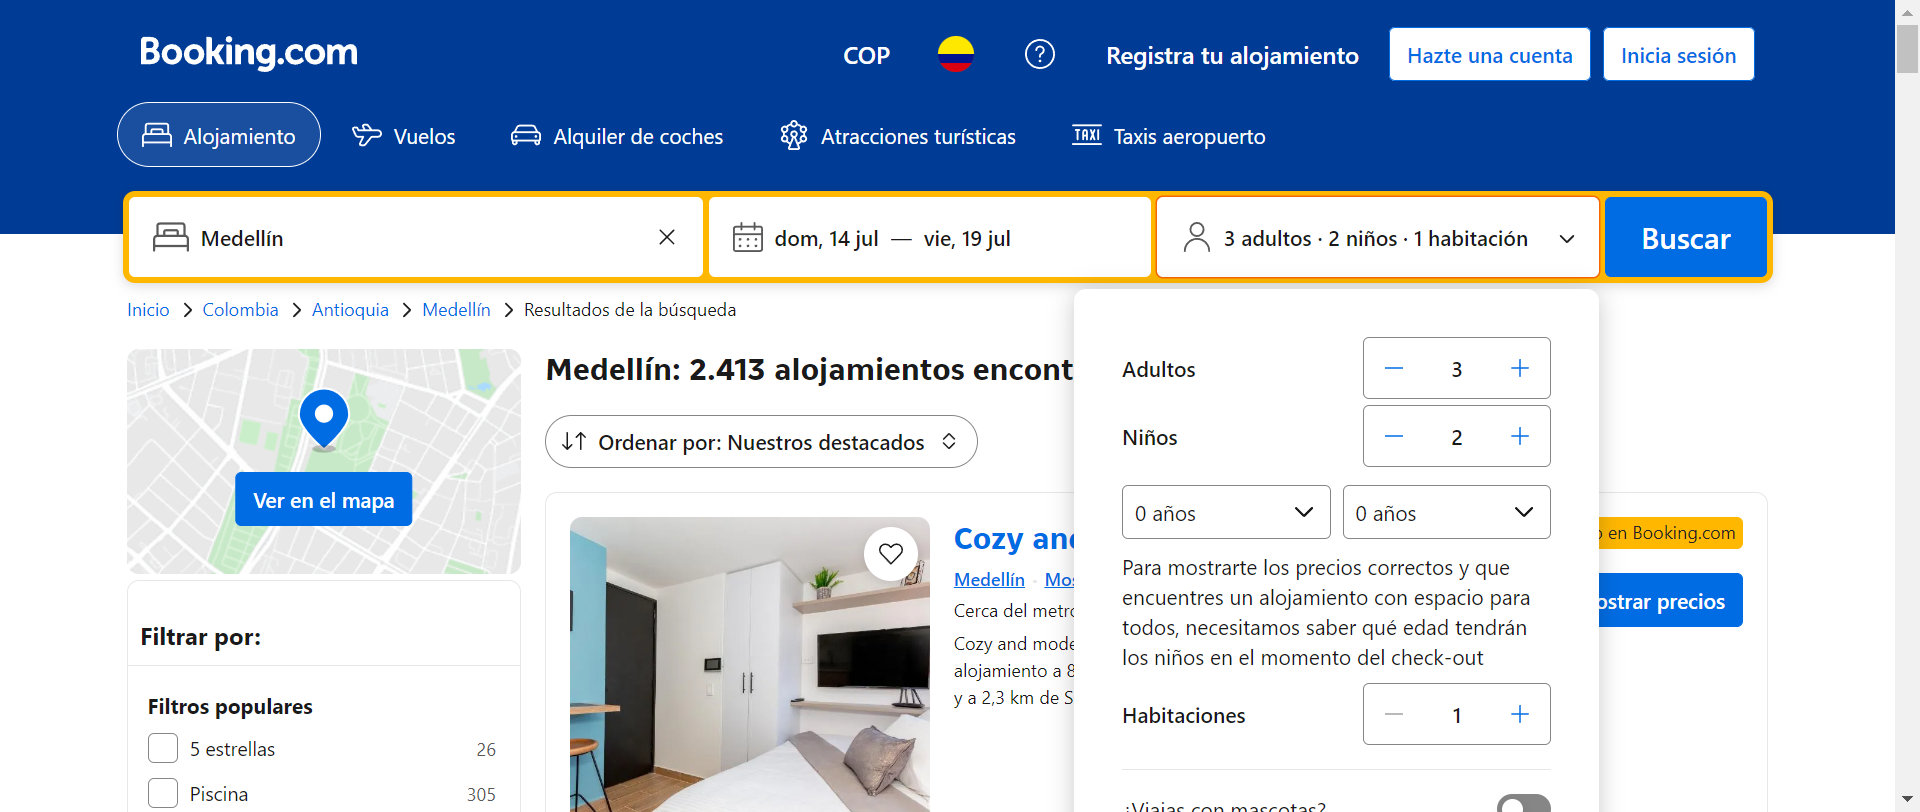 Booking.com
COP
Registra tu alojamiento
Hazte una cuenta
Inicia sesión
Alojamiento
Vuelos
Alquiler de coches
TAXI
Atracciones turísticas
Taxis aeropuerto
Medellín
dom, 14 jul — vie, 19 jul
3 adultos · 2 niños · 1 habitación
Buscar
Inicio > Colombia > Antioquia > Medellín > Resultados de la búsqueda
Ver en el mapa
Filtrar por:
Filtros populares
5 estrellas 26
Piscina 305
Medellín: 2.413 alojamientos encont
Ordenar por: Nuestros destacados
Cozy and
Medellín
Cerca del metro
Cozy and mode
alojamiento a 8
y a 2,3 km de S
en Booking.com
ostrar precios
Adultos 3
Niños 2
0 años 0 años
Para mostrarte los precios correctos y que
encuentres un alojamiento con espacio para
todos, necesitamos saber qué edad tendrán
los niños en el momento del check-out
Habitaciones 1
¿Viajas con mascotas?